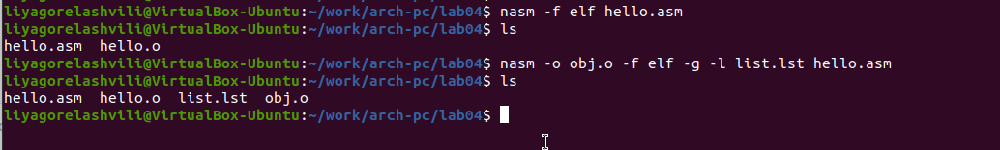 liyagorelashvili@VirtualBox-Ubuntu:~/work/arch-pc/lab04$ nasm -f elf hello.asm
liyagorelashvili@VirtualBox-Ubuntu:~/work/arch-pc/lab04$ ls
hello.asm  hello.o
liyagorelashvili@VirtualBox-Ubuntu:~/work/arch-pc/lab04$ nasm -o obj.o -f elf -g -l list.lst hello.asm
liyagorelashvili@VirtualBox-Ubuntu:~/work/arch-pc/lab04$ ls
hello.asm  hello.o  list.lst  obj.o
liyagorelashvili@VirtualBox-Ubuntu:~/work/arch-pc/lab04$